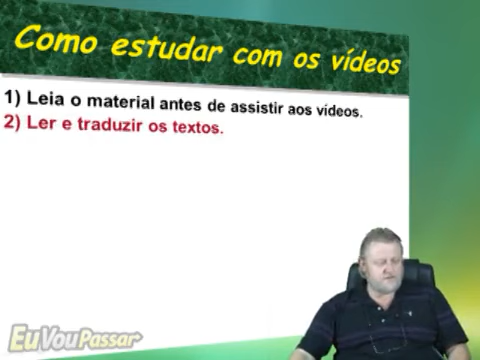 Como estudar com os vídeos
1) Leia o material antes de assistir aos vídeos.
2) Ler e traduzir os textos.
EuVouPassar